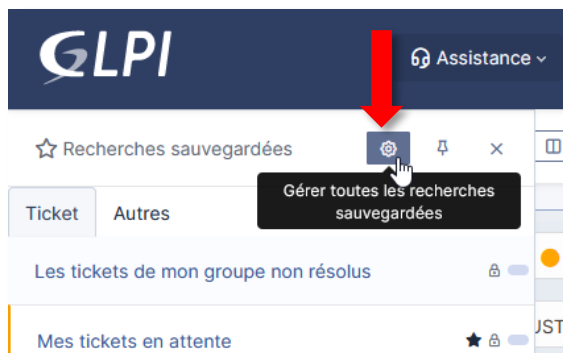 GLPI
Assistance
Recherches sauvegardées
Gérer toutes les recherches
sauvegardées
Ticket Autres
Les tickets de mon groupe non résolus
Mes tickets en attente
UST